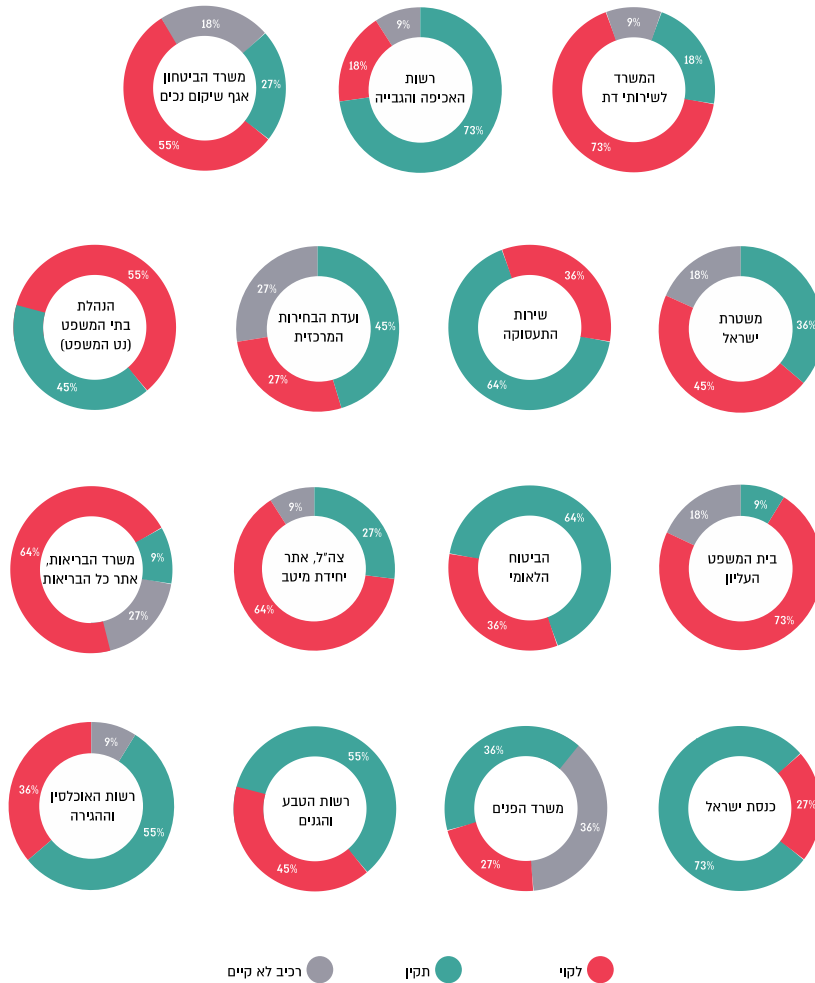 9%
18%
73%
המשרד
לשירותי דת
9%
18%
73%
רשות
האכיפה והגבייה
18%
27%
55%
משרד הביטחון
אגף שיקום נכים
18%
36%
45%
משטרת
ישראל
36%
64%
שירות
התעסוקה
27%
45%
27%
ועדת הבחירות
המרכזית
55%
45%
הנהלת
בתי המשפט
(נט המשפט)
18%
9%
73%
בית המשפט
העליון
64%
36%
הביטוח
הלאומי
9%
27%
64%
צה"ל, אתר
יחידת מיטב
64%
9%
27%
משרד הבריאות,
אתר כל הבריאות
27%
73%
כנסת ישראל
36%
36%
27%
משרד הפנים
55%
45%
רשות הטבע
והגנים
9%
36%
55%
רשות האוכלסין
וההגירה
לקוי
תקין
רכיב לא קיים